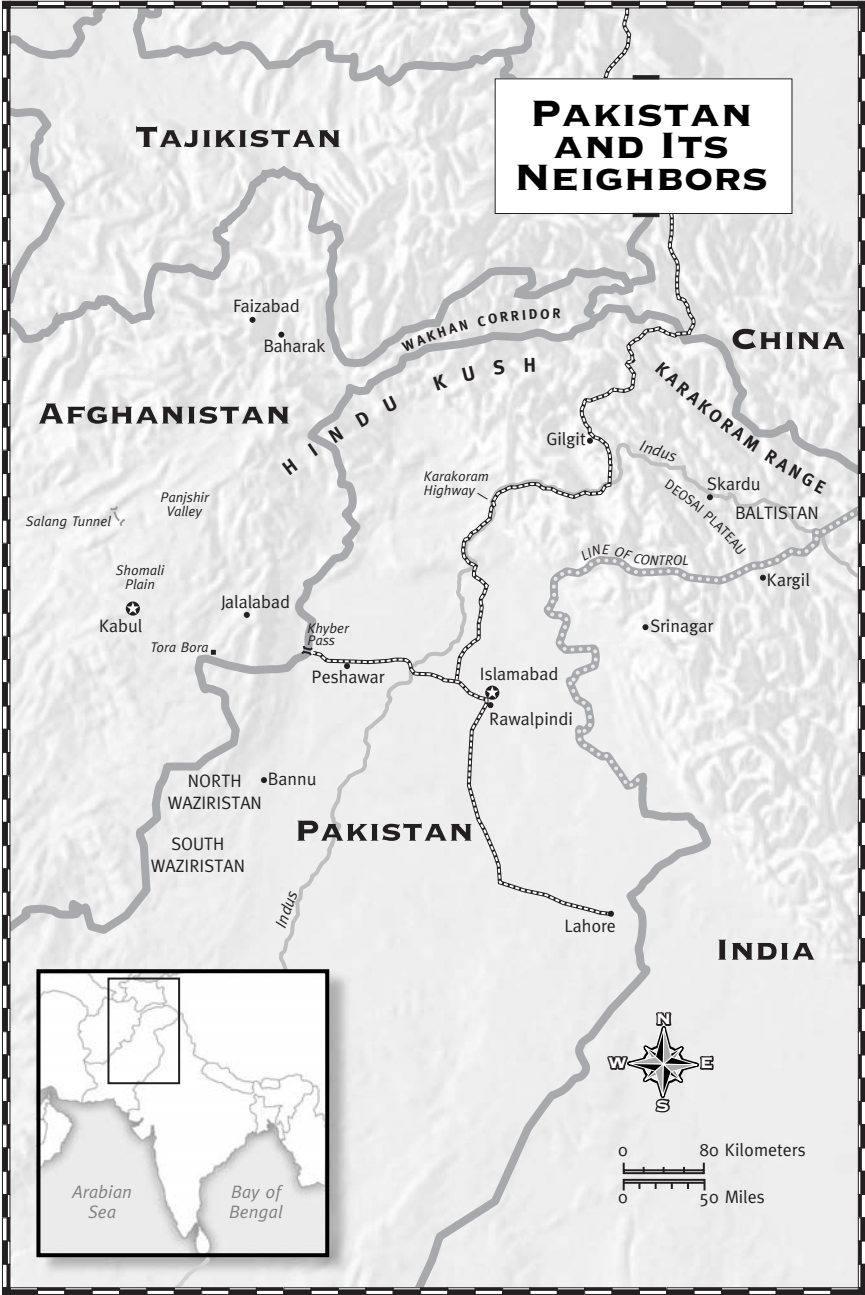 PAKISTAN
AND ITS
NEIGHBORS
TAJIKISTAN
Faizabad
Baharak
WAKHAN CORRIDOR
CHINA
HINDU KUSH
KARAKORAM RANGE
AFGHANISTAN
Gilgit
Indus
Karakoram
Highway
Skardu
DEOSAI PLATEAU
BALTISTAN
Panjshir
Valley
Salang Tunnel
LINE OF CONTROL
Kargil
Shomali
Plain
Jalalabad
Kabul
Khyber
Pass
Srinagar
Tora Bora
Peshawar
Islamabad
Rawalpindi
NORTH
WAZIRISTAN
Bannu
PAKISTAN
SOUTH
WAZIRISTAN
Indus
Lahore
INDIA
N
W E
S
0 80 Kilometers
0 50 Miles
Arabian
Sea
Bay of
Bengal